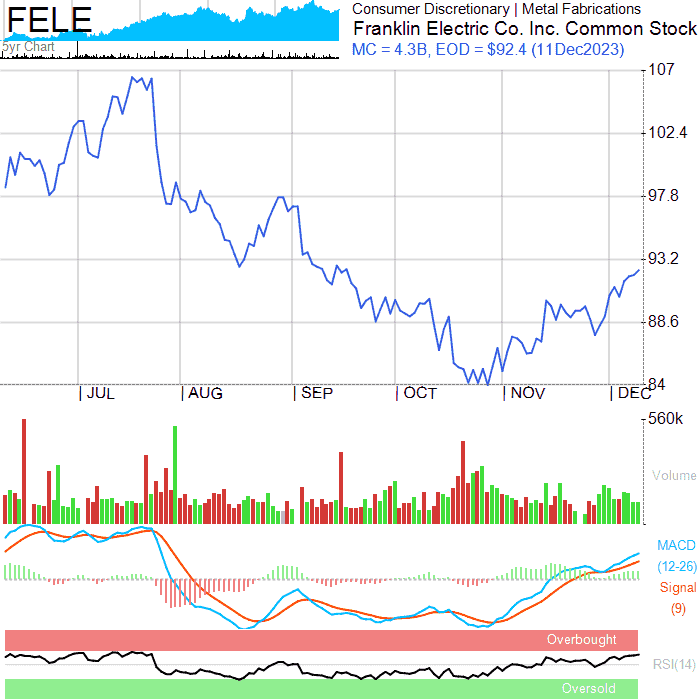 FELE
5yr Chart
Consumer Discretionary | Metal Fabrications
Franklin Electric Co. Inc. Common Stock
MC = 4.3B, EOD = $92.4 (11Dec2023)
107
102.4
97.8
93.2
88.6
84
JUL AUG SEP OCT NOV DEC
560k
Volume
MACD
(12-26)
Signal
(9)
Overbought
RSI(14)
Oversold